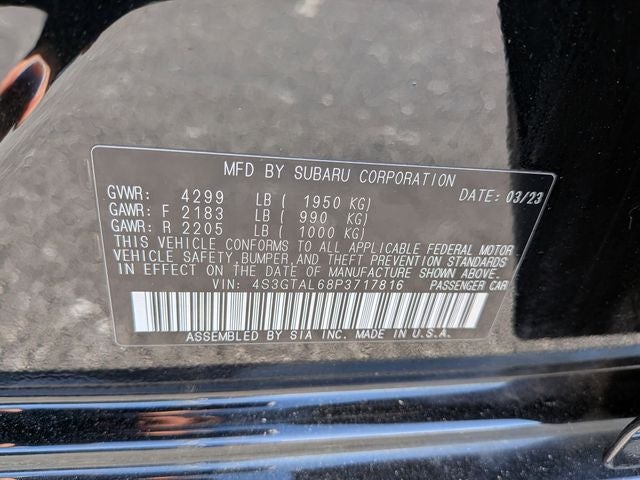 MFD BY SUBARU CORPORATION
GVWR: 4299 LB ( 1950 KG) DATE: 03/23
GAWR: F 2183 LB ( 990 KG)
GAWR: R 2205 LB ( 1000 KG)
THIS VEHICLE CONFORMS TO ALL APPLICABLE FEDERAL MOTOR
VEHICLE SAFETY, BUMPER, AND THEFT PREVENTION STANDARDS
IN EFFECT ON THE DATE OF MANUFACTURE SHOWN ABOVE.
VIN: 4S3GTAL68P3717816 PASSENGER CAR
ASSEMBLED BY SIA INC. MADE IN U.S.A.